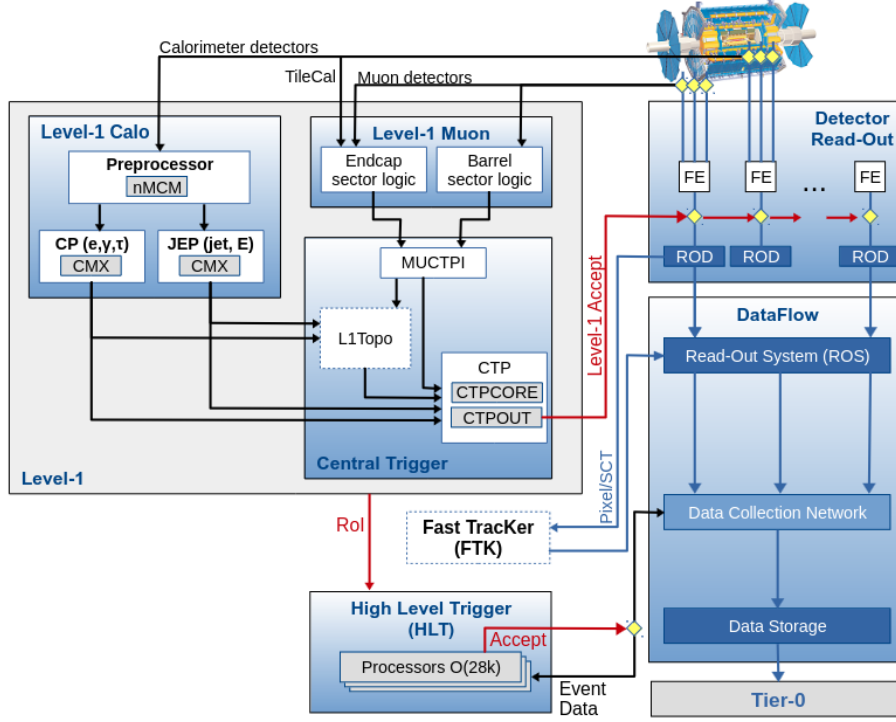 Calorimeter detectors
TileCal
Muon detectors
Level-1 Calo
Preprocessor
nMCM
CP (e,γ,τ)
CMX
JEP (jet, E)
CMX
Level-1 Muon
Endcap
sector logic
Barrel
sector logic
MUCTPI
L1Topo
CTP
CTPCORE
CTPOUT
Central Trigger
Level-1
Level-1 Accept
Detector
Read-Out
FE
FE
...
FE
ROD
ROD
ROD
DataFlow
Read-Out System (ROS)
Pixel/SCT
Data Collection Network
Data Storage
Tier-0
RoI
Fast TracKer
(FTK)
High Level Trigger
(HLT)
Accept
Processors O(28k)
Event
Data